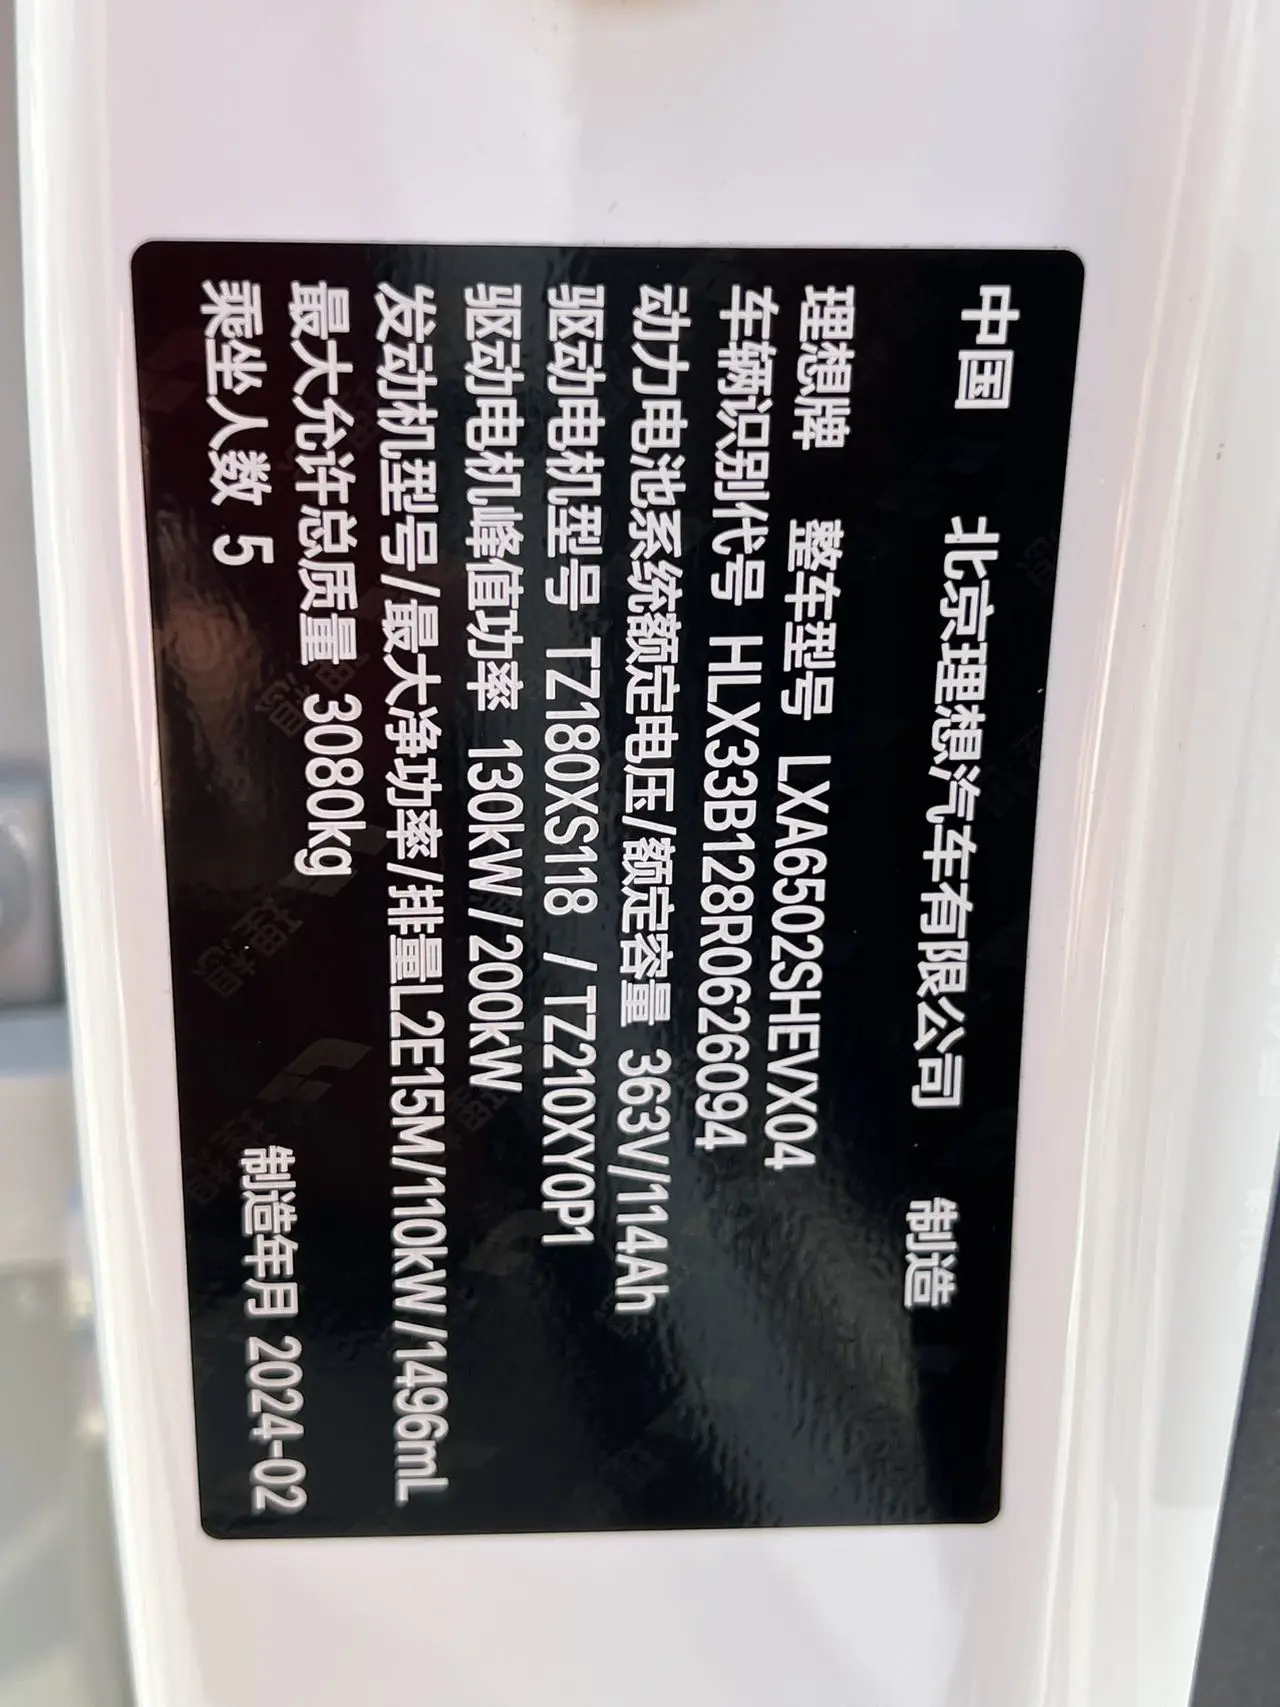 中国 北京理想汽车有限公司 制造
理想牌 整车型号 LXA6502SHEVX04
车辆识别代号 HLX33B128R0626094
动力电池系统额定电压/额定容量 363V/114Ah
驱动电机型号 TZ180XS118 / TZ210XY0P1
驱动电机峰值功率 130kW/200kW
发动机型号/最大净功率/排量L2E15M/110kW/1496mL
最大允许总质量 3080kg
乘坐人数 5 制造年月 2024-02